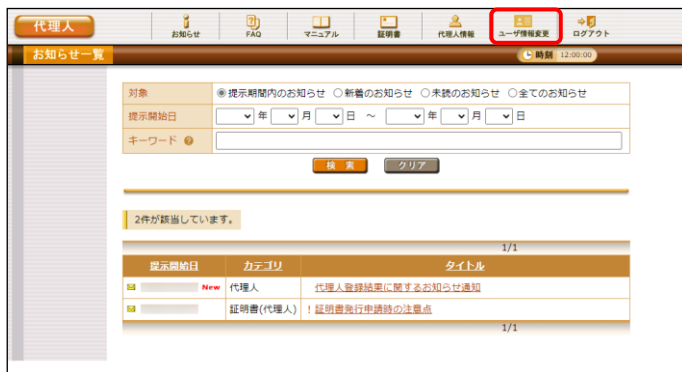 代理人
お知らせ
FAQ
マニュアル
証明書
代理人情報
ユーザ情報変更
ログアウト
お知らせ一覧
時刻 12:00:00
対象 提示期間内のお知らせ 新着のお知らせ 未読のお知らせ 全てのお知らせ
提示開始日 年 月 日 ～ 年 月 日
キーワード ?
検索 クリア
2件が該当しています。
1/1
提示開始日 カテゴリ タイトル
New 代理人 代理人登録結果に関するお知らせ通知
証明書(代理人) ! 証明書発行申請時の注意点
1/1